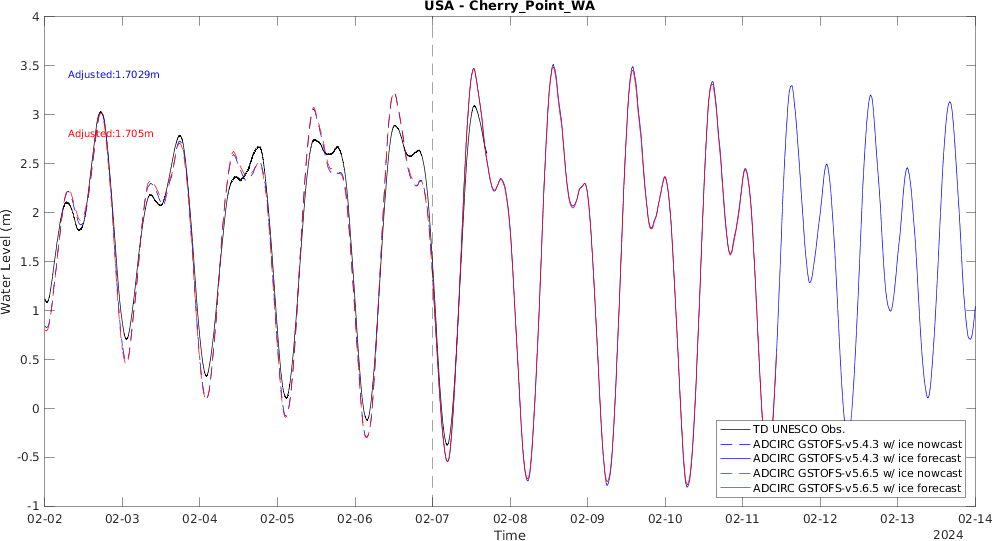 USA - Cherry_Point_WA
4
3.5
3
2.5
2
1.5
1
0.5
0
-0.5
-1
Water Level (m)
Adjusted:1.7029m
Adjusted:1.705m
TD UNESCO Obs.
ADCIRC GSTOFS-v5.4.3 w/ ice nowcast
ADCIRC GSTOFS-v5.4.3 w/ ice forecast
ADCIRC GSTOFS-v5.6.5 w/ ice nowcast
ADCIRC GSTOFS-v5.6.5 w/ ice forecast
02-02 02-03 02-04 02-05 02-06 02-07 02-08 02-09 02-10 02-11 02-12 02-13 02-14
Time
2024